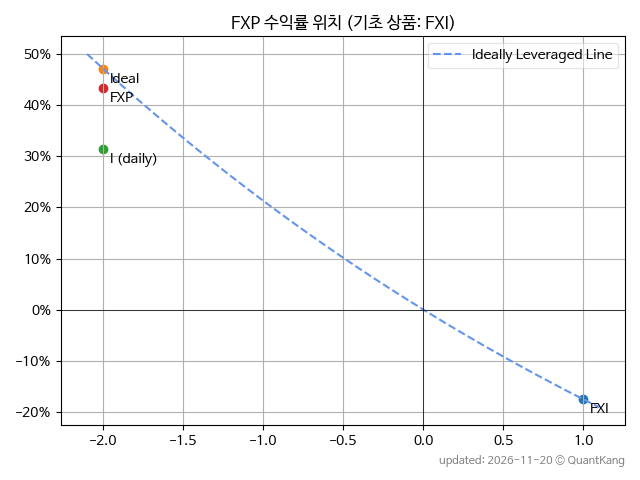 FXP 수익률 위치 (기초 상품: FXI)
Ideally Leveraged Line
50%
40%
30%
20%
10%
0%
-10%
-20%
Ideal
FXP
I (daily)
FXI
-2.0
-1.5
-1.0
-0.5
0.0
0.5
1.0
updated: 2026-11-20 © QuantKang